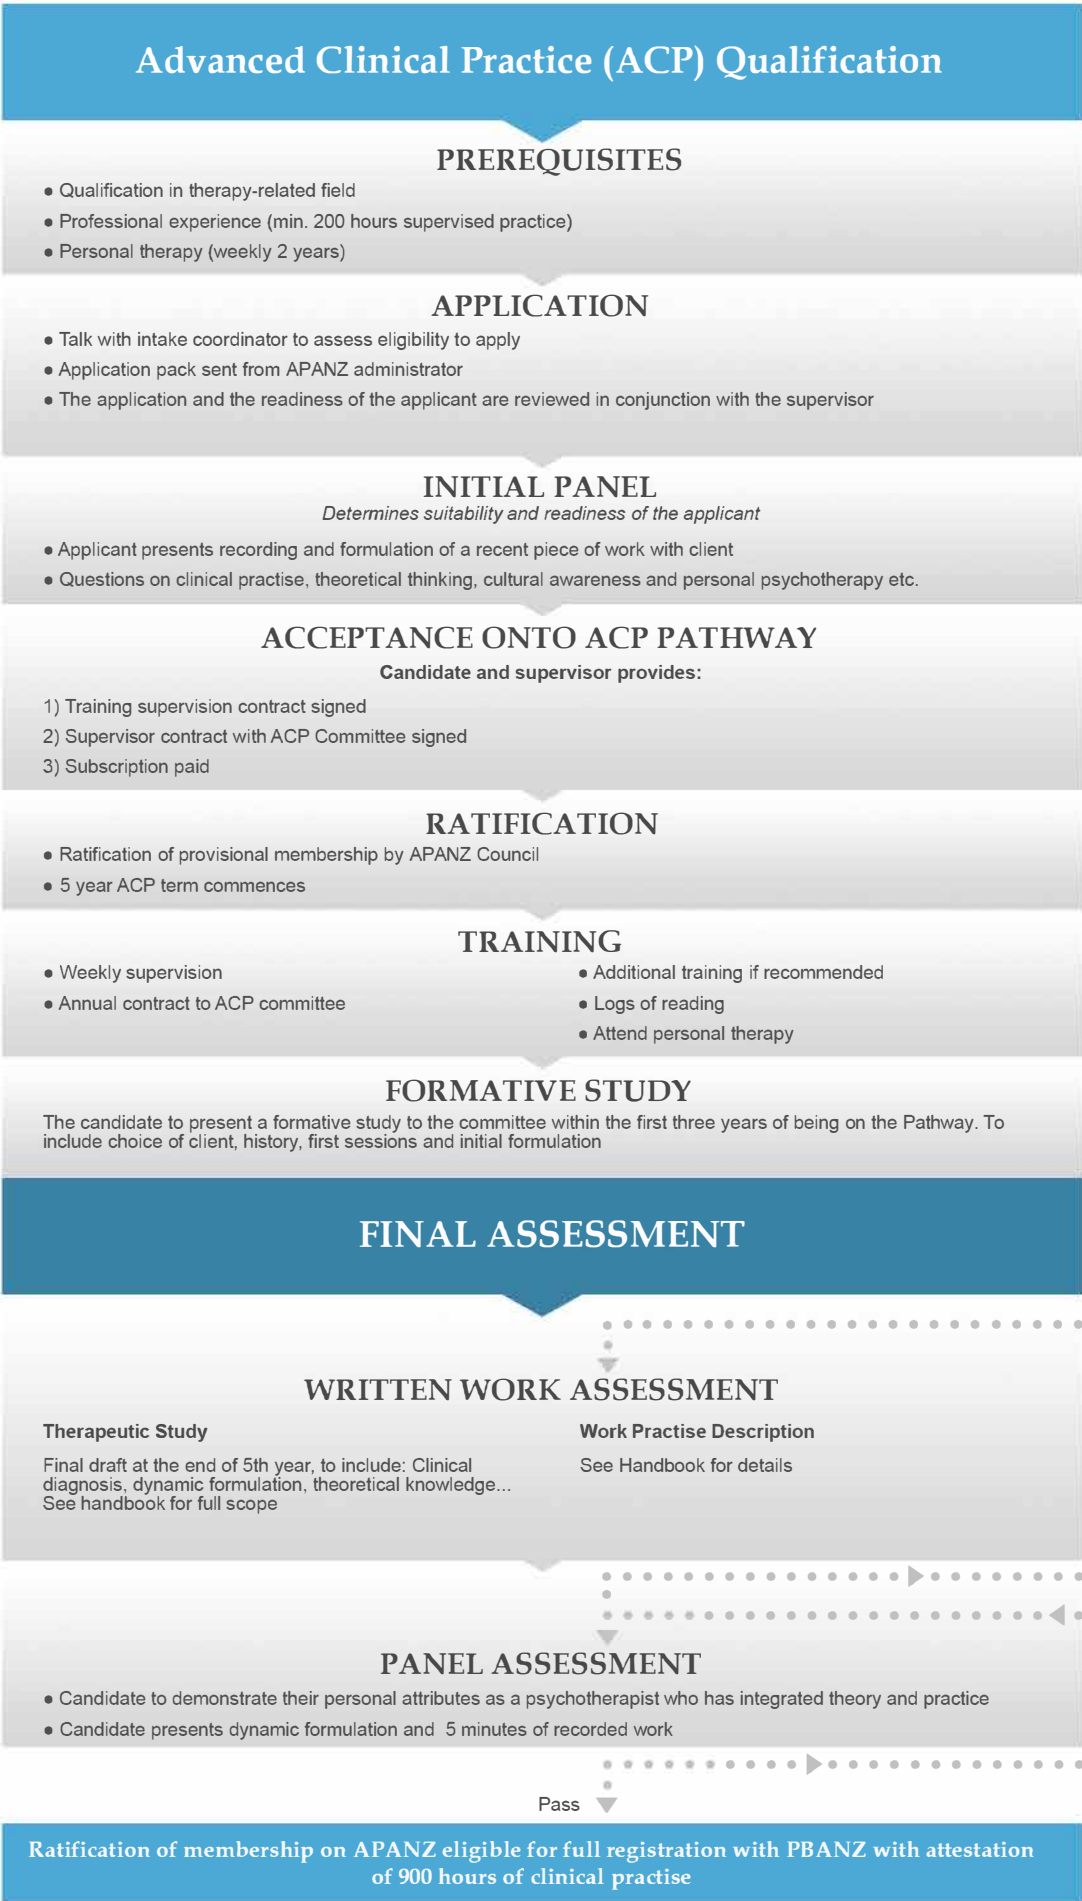 Advanced Clinical Practice (ACP) Qualification
PREREQUISITES
● Qualification in therapy-related field
● Professional experience (min. 200 hours supervised practice)
● Personal therapy (weekly 2 years)
APPLICATION
● Talk with intake coordinator to assess eligibility to apply
● Application pack sent from APANZ administrator
● The application and the readiness of the applicant are reviewed in conjunction with the supervisor
INITIAL PANEL
Determines suitability and readiness of the applicant
● Applicant presents recording and formulation of a recent piece of work with client
● Questions on clinical practise, theoretical thinking, cultural awareness and personal psychotherapy etc.
ACCEPTANCE ONTO ACP PATHWAY
Candidate and supervisor provides:
1) Training supervision contract signed
2) Supervisor contract with ACP Committee signed
3) Subscription paid
RATIFICATION
● Ratification of provisional membership by APANZ Council
● 5 year ACP term commences
TRAINING
● Weekly supervision
● Annual contract to ACP committee
● Additional training if recommended
● Logs of reading
● Attend personal therapy
FORMATIVE STUDY
The candidate to present a formative study to the committee within the first three years of being on the Pathway. To
include choice of client, history, first sessions and initial formulation
FINAL ASSESSMENT
WRITTEN WORK ASSESSMENT
Therapeutic Study
Final draft at the end of 5th year, to include: Clinical
diagnosis, dynamic formulation, theoretical knowledge...
See handbook for full scope
Work Practise Description
See Handbook for details
PANEL ASSESSMENT
● Candidate to demonstrate their personal attributes as a psychotherapist who has integrated theory and practice
● Candidate presents dynamic formulation and 5 minutes of recorded work
Pass
Ratification of membership on APANZ eligible for full registration with PBANZ with attestation
of 900 hours of clinical practise